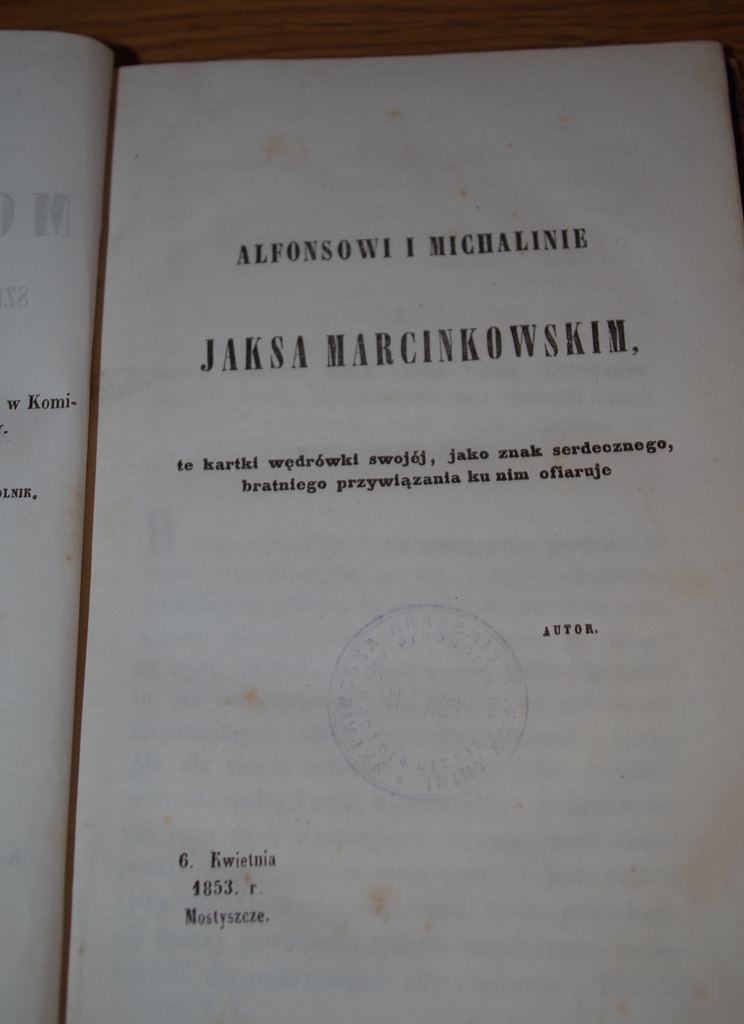 w Komi-
ALFONSOWI I MICHALINIE
JAKSA MARCINKOWSKIM,
te kartki wędrówki swojéj, jako znak serdecznego,
bratniego przywiązania ku nim ofiaruje
AUTOR.
6. Kwietnia
1853. r
Mostyszcze.